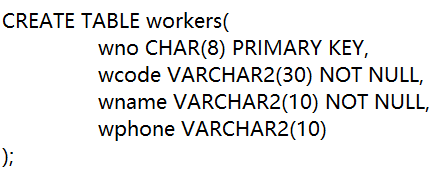 CREATE TABLE workers(
wno CHAR(8) PRIMARY KEY,
wcode VARCHAR2(30) NOT NULL,
wname VARCHAR2(10) NOT NULL,
wphone VARCHAR2(10)
);